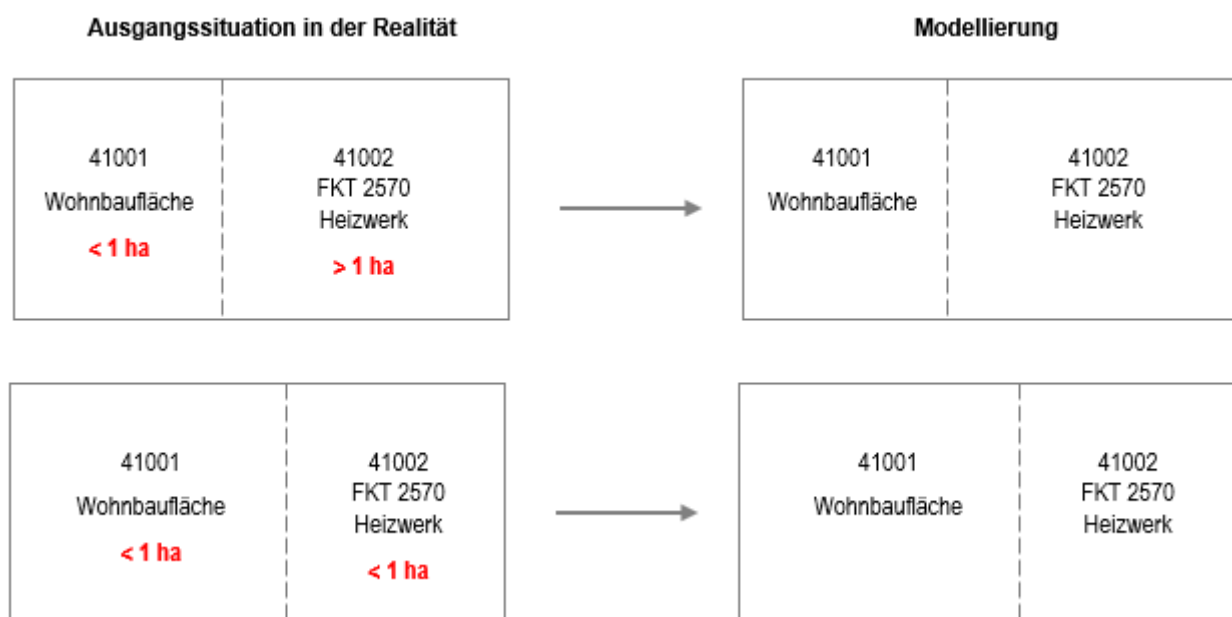 Ausgangssituation in der Realität
Modellierung
41001
Wohnbaufläche
< 1 ha
41002
FKT 2570
Heizwerk
> 1 ha
41001
Wohnbaufläche
41002
FKT 2570
Heizwerk
41001
Wohnbaufläche
< 1 ha
41002
FKT 2570
Heizwerk
< 1 ha
41001
Wohnbaufläche
41002
FKT 2570
Heizwerk